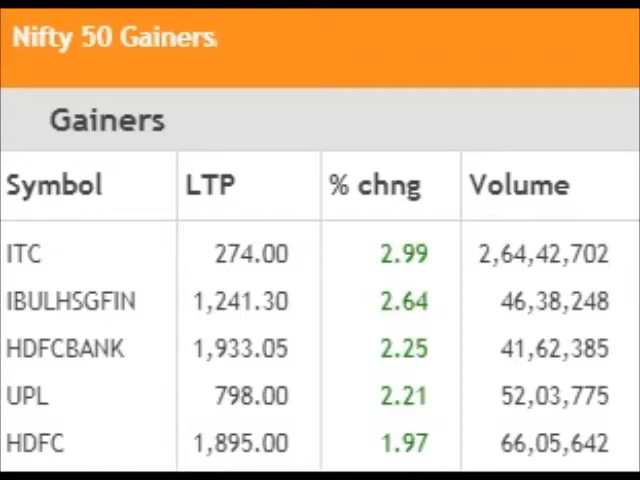 Nifty 50 Gainers
Gainers
Symbol LTP % chng Volume
ITC 274.00 2.99 2,64,42,702
IBULHSGFIN 1,241.30 2.64 46,38,248
HDFCBANK 1,933.05 2.25 41,62,385
UPL 798.00 2.21 52,03,775
HDFC 1,895.00 1.97 66,05,642